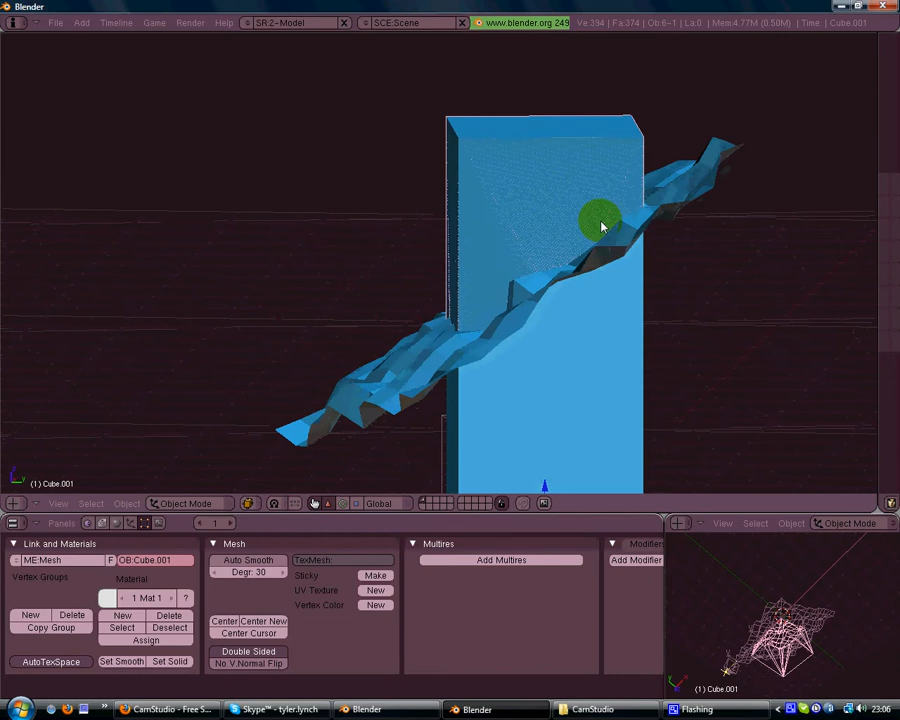 Blender
File Add Timeline Game Render Help SR:2-Model SCE:Scene www.blender.org 249 Ve:394 | Fa:374 | Ob:6-1 | La:0 | Mem:4.77M (0.50M) | Time: | Cube.001
(1) Cube.001
View Select Object Object Mode Global
Panels 1
View Select Object Object Mode
Link and Materials Mesh Multires Modifiers
ME:Mesh F OB:Cube.001 Auto Smooth TexMesh: Add Multires Add Modifier
Vertex Groups Material Degr: 30 Sticky Make
1 Mat 1 ? UV Texture New
New Delete New Delete Vertex Color New
Copy Group Select Deselect Center Center New
Assign Center Cursor
Double Sided
AutoTexSpace Set Smooth Set Solid No V.Normal Flip
(1) Cube.001
CamStudio - Free S... Skype™ - tyler.lynch Blender Blender CamStudio Flashing 23:06